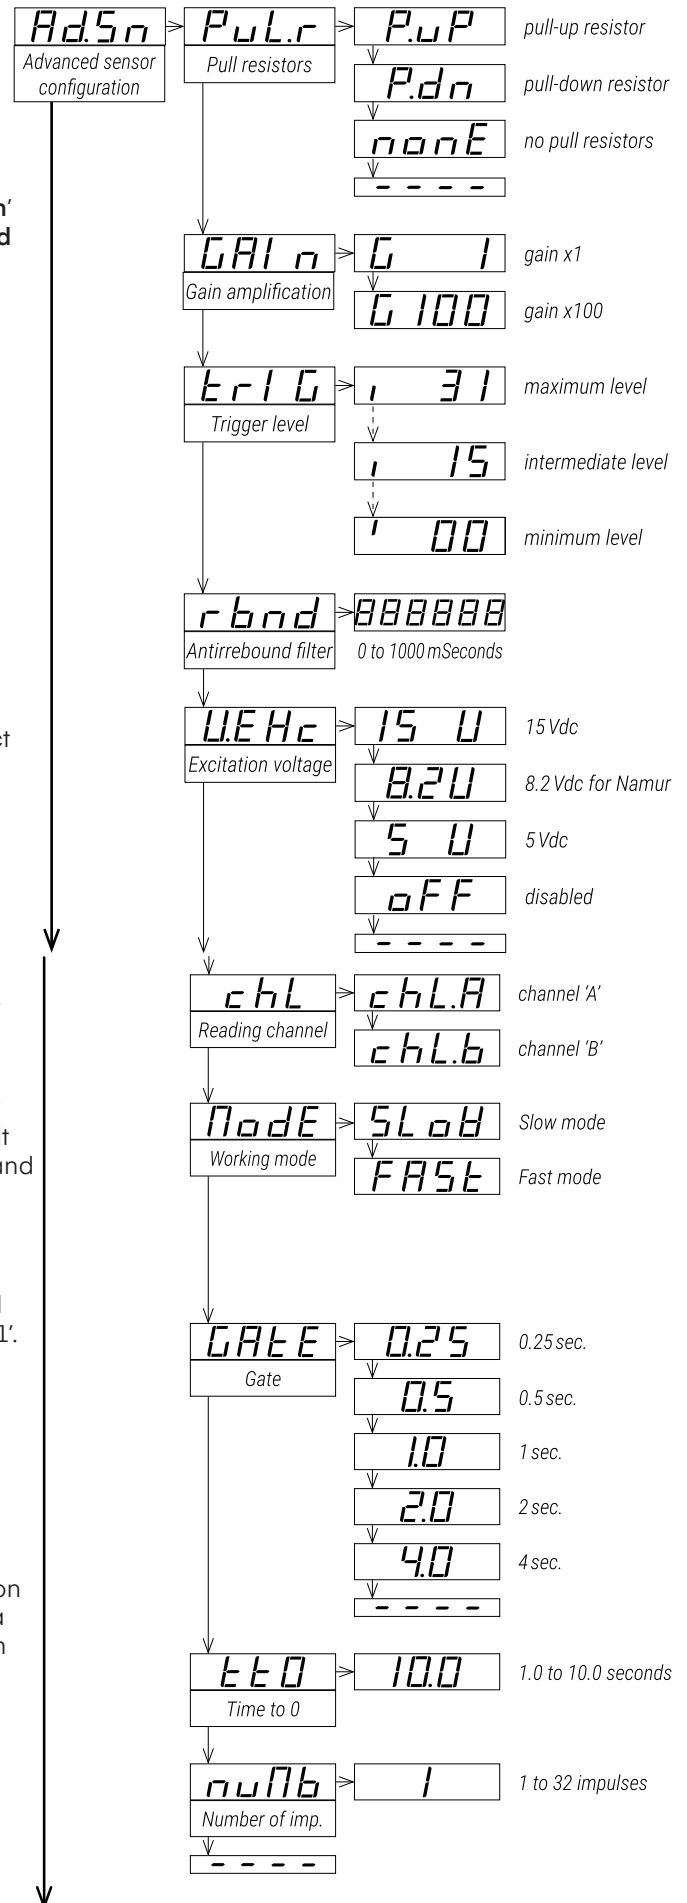 Ad.Sn
Advanced sensor
configuration
PuL.r
Pull resistors
P.uP
pull-up resistor
P.dn
pull-down resistor
nonE
no pull resistors
- - - -
n'
d
GAIn
Gain amplification
G 1
gain x1
G 100
gain x100
trIG
Trigger level
31
maximum level
15
intermediate level
00
minimum level
rbnd
Antirrebound filter
888888
0 to 1000 mSeconds
ct
V.EHc
Excitation voltage
15 V
15 Vdc
8.2V
8.2 Vdc for Namur
5 V
5 Vdc
oFF
disabled
- - - -
chL
Reading channel
chL.A
channel ‘A’
chL.b
channel ‘B’
lt
and
ModE
Working mode
SLoW
Slow mode
FASt
Fast mode
1’.
GAtE
Gate
0.25
0.25 sec.
0.5
0.5 sec.
1.0
1 sec.
2.0
2 sec.
4.0
4 sec.
- - - -
on
a
n
tt0
Time to 0
10.0
1.0 to 10.0 seconds
nuMb
Number of imp.
1
1 to 32 impulses
- - - -